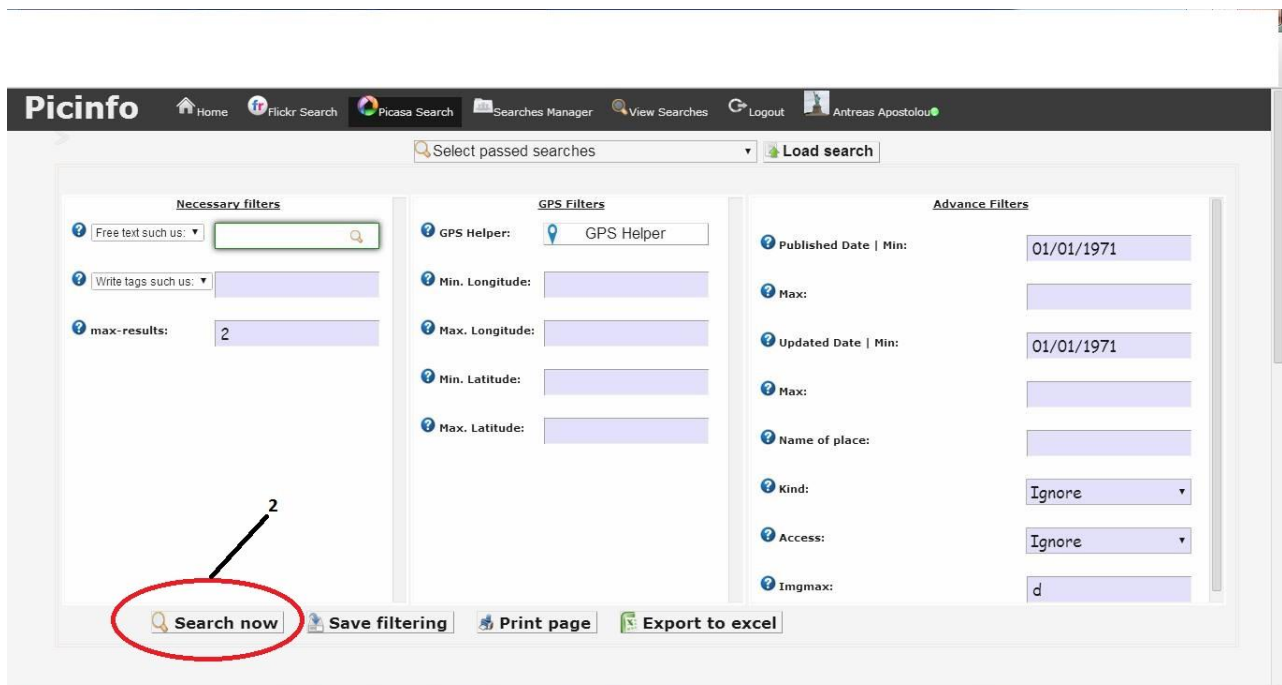 Picinfo Home Flickr Search Picasa Search Searches Manager View Searches Logout Antreas Apostolou
Select passed searches Load search
Necessary filters
Free text such us:
Write tags such us:
max-results: 2
GPS Filters
GPS Helper: GPS Helper
Min. Longitude:
Max. Longitude:
Min. Latitude:
Max. Latitude:
Advance Filters
Published Date | Min: 01/01/1971
Max:
Updated Date | Min: 01/01/1971
Max:
Name of place:
Kind: Ignore
Access: Ignore
Imgmax: d
2
Search now Save filtering Print page Export to excel